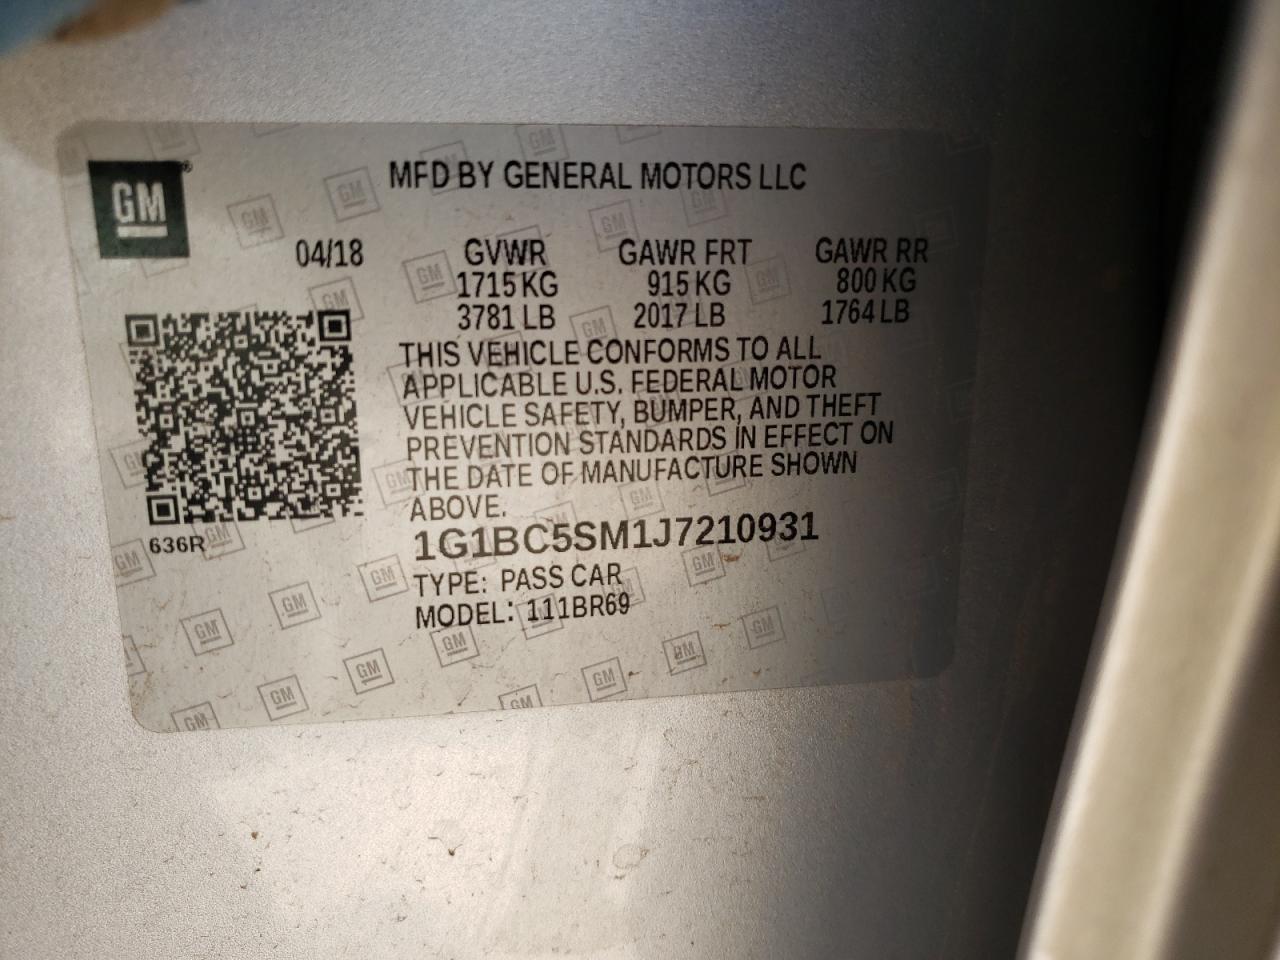 GM®
MFD BY GENERAL MOTORS LLC
04/18 GVWR GAWR FRT GAWR RR
1715 KG 915 KG 800 KG
3781 LB 2017 LB 1764 LB
THIS VEHICLE CONFORMS TO ALL
APPLICABLE U.S. FEDERAL MOTOR
VEHICLE SAFETY, BUMPER, AND THEFT
PREVENTION STANDARDS IN EFFECT ON
THE DATE OF MANUFACTURE SHOWN
ABOVE.
636R
1G1BC5SM1J7210931
TYPE: PASS CAR
MODEL: 111BR69